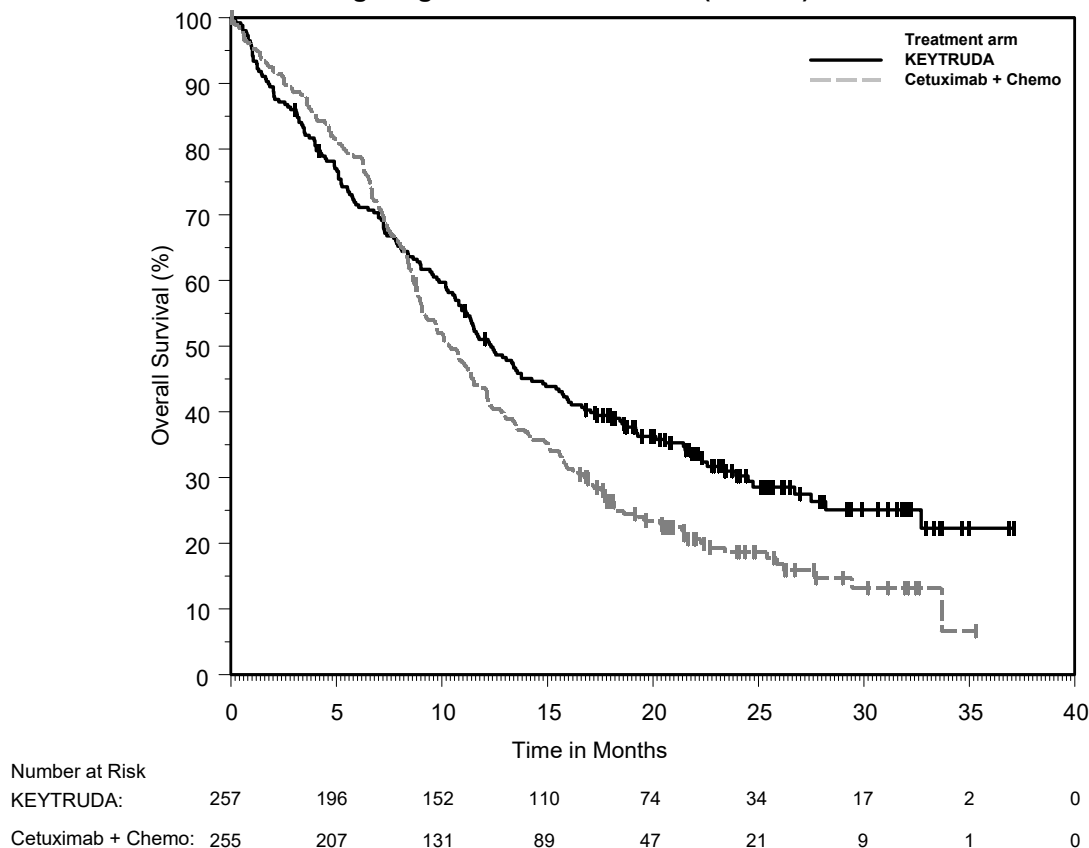 Treatment arm
KEYTRUDA
Cetuximab + Chemo
100
90
80
70
60
50
40
30
20
10
0
Overall Survival (%)
0 5 10 15 20 25 30 35 40
Time in Months
Number at Risk
KEYTRUDA: 257 196 152 110 74 34 17 2 0
Cetuximab + Chemo: 255 207 131 89 47 21 9 1 0